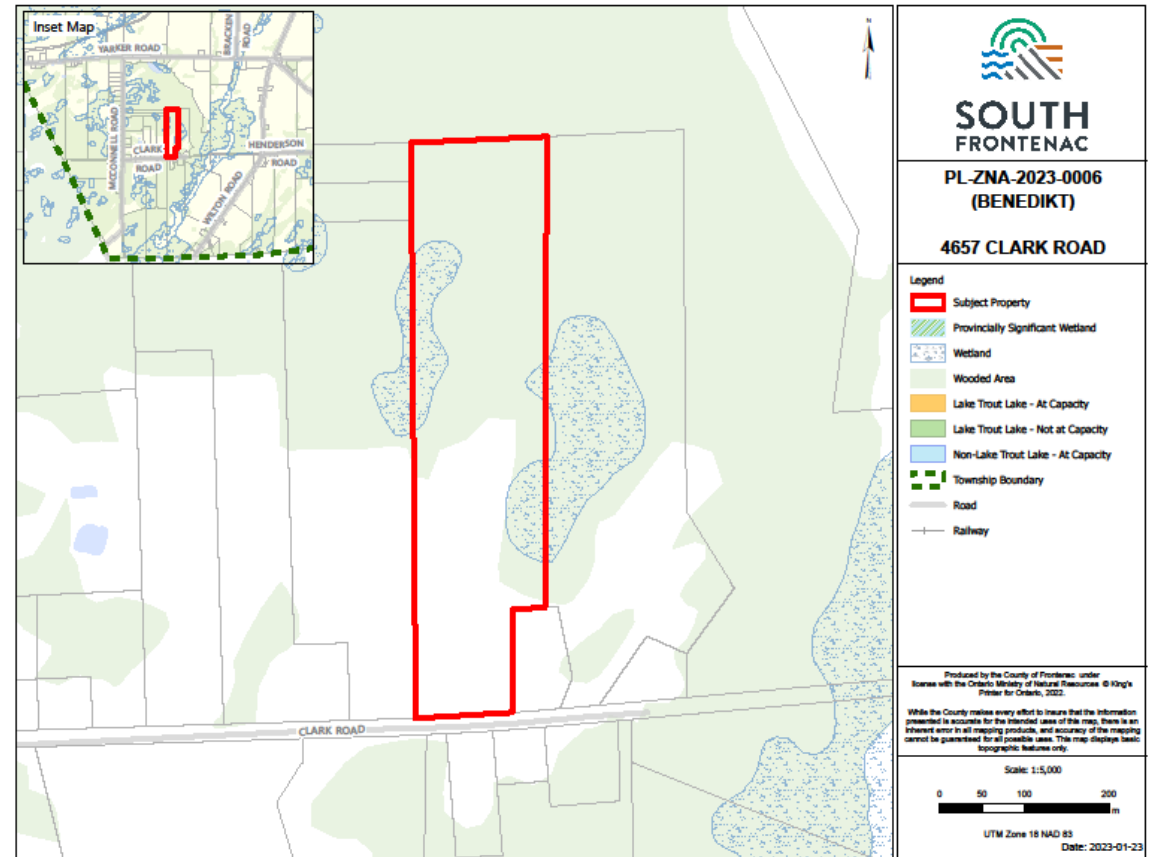 Inset Map
YARKER ROAD
BRACKEN
ROAD
MCCONNELL ROAD
CLARK
ROAD
HENDERSON
ROAD
WILTON ROAD
N
CLARK ROAD
SOUTH
FRONTENAC
PL-ZNA-2023-0006
(BENEDIKT)
4657 CLARK ROAD
Legend
Subject Property
Provincially Significant Wetland
Wetland
Wooded Area
Lake Trout Lake - At Capacity
Lake Trout Lake - Not at Capacity
Non-Lake Trout Lake - At Capacity
Township Boundary
Road
Railway
Produced by the County of Frontenac under
license with the Ontario Ministry of Natural Resources © King's
Printer for Ontario, 2022.
While the County makes every effort to insure that the information
presented is accurate for the intended uses of this map, there is an
inherent error in all mapping products, and accuracy of the mapping
cannot be guaranteed for all possible uses. This map displays basic
topographic features only.
Scale: 1:5,000
0 50 100 200
m
UTM Zone 18 NAD 83
Date: 2023-01-23